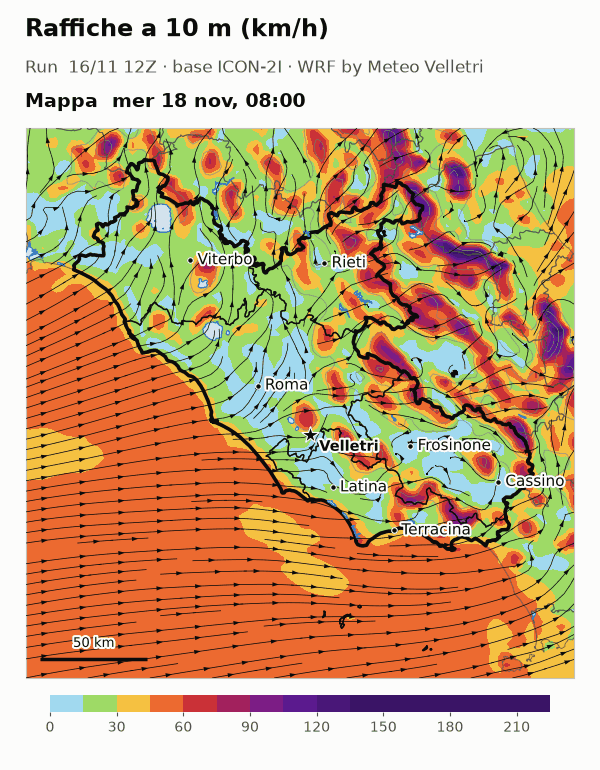 Raffiche a 10 m (km/h)
Run 16/11 12Z · base ICON-2I · WRF by Meteo Velletri
Mappa mer 18 nov, 08:00
Viterbo
Rieti
Roma
Velletri
Frosinone
Cassino
Latina
Terracina
50 km
0 30 60 90 120 150 180 210